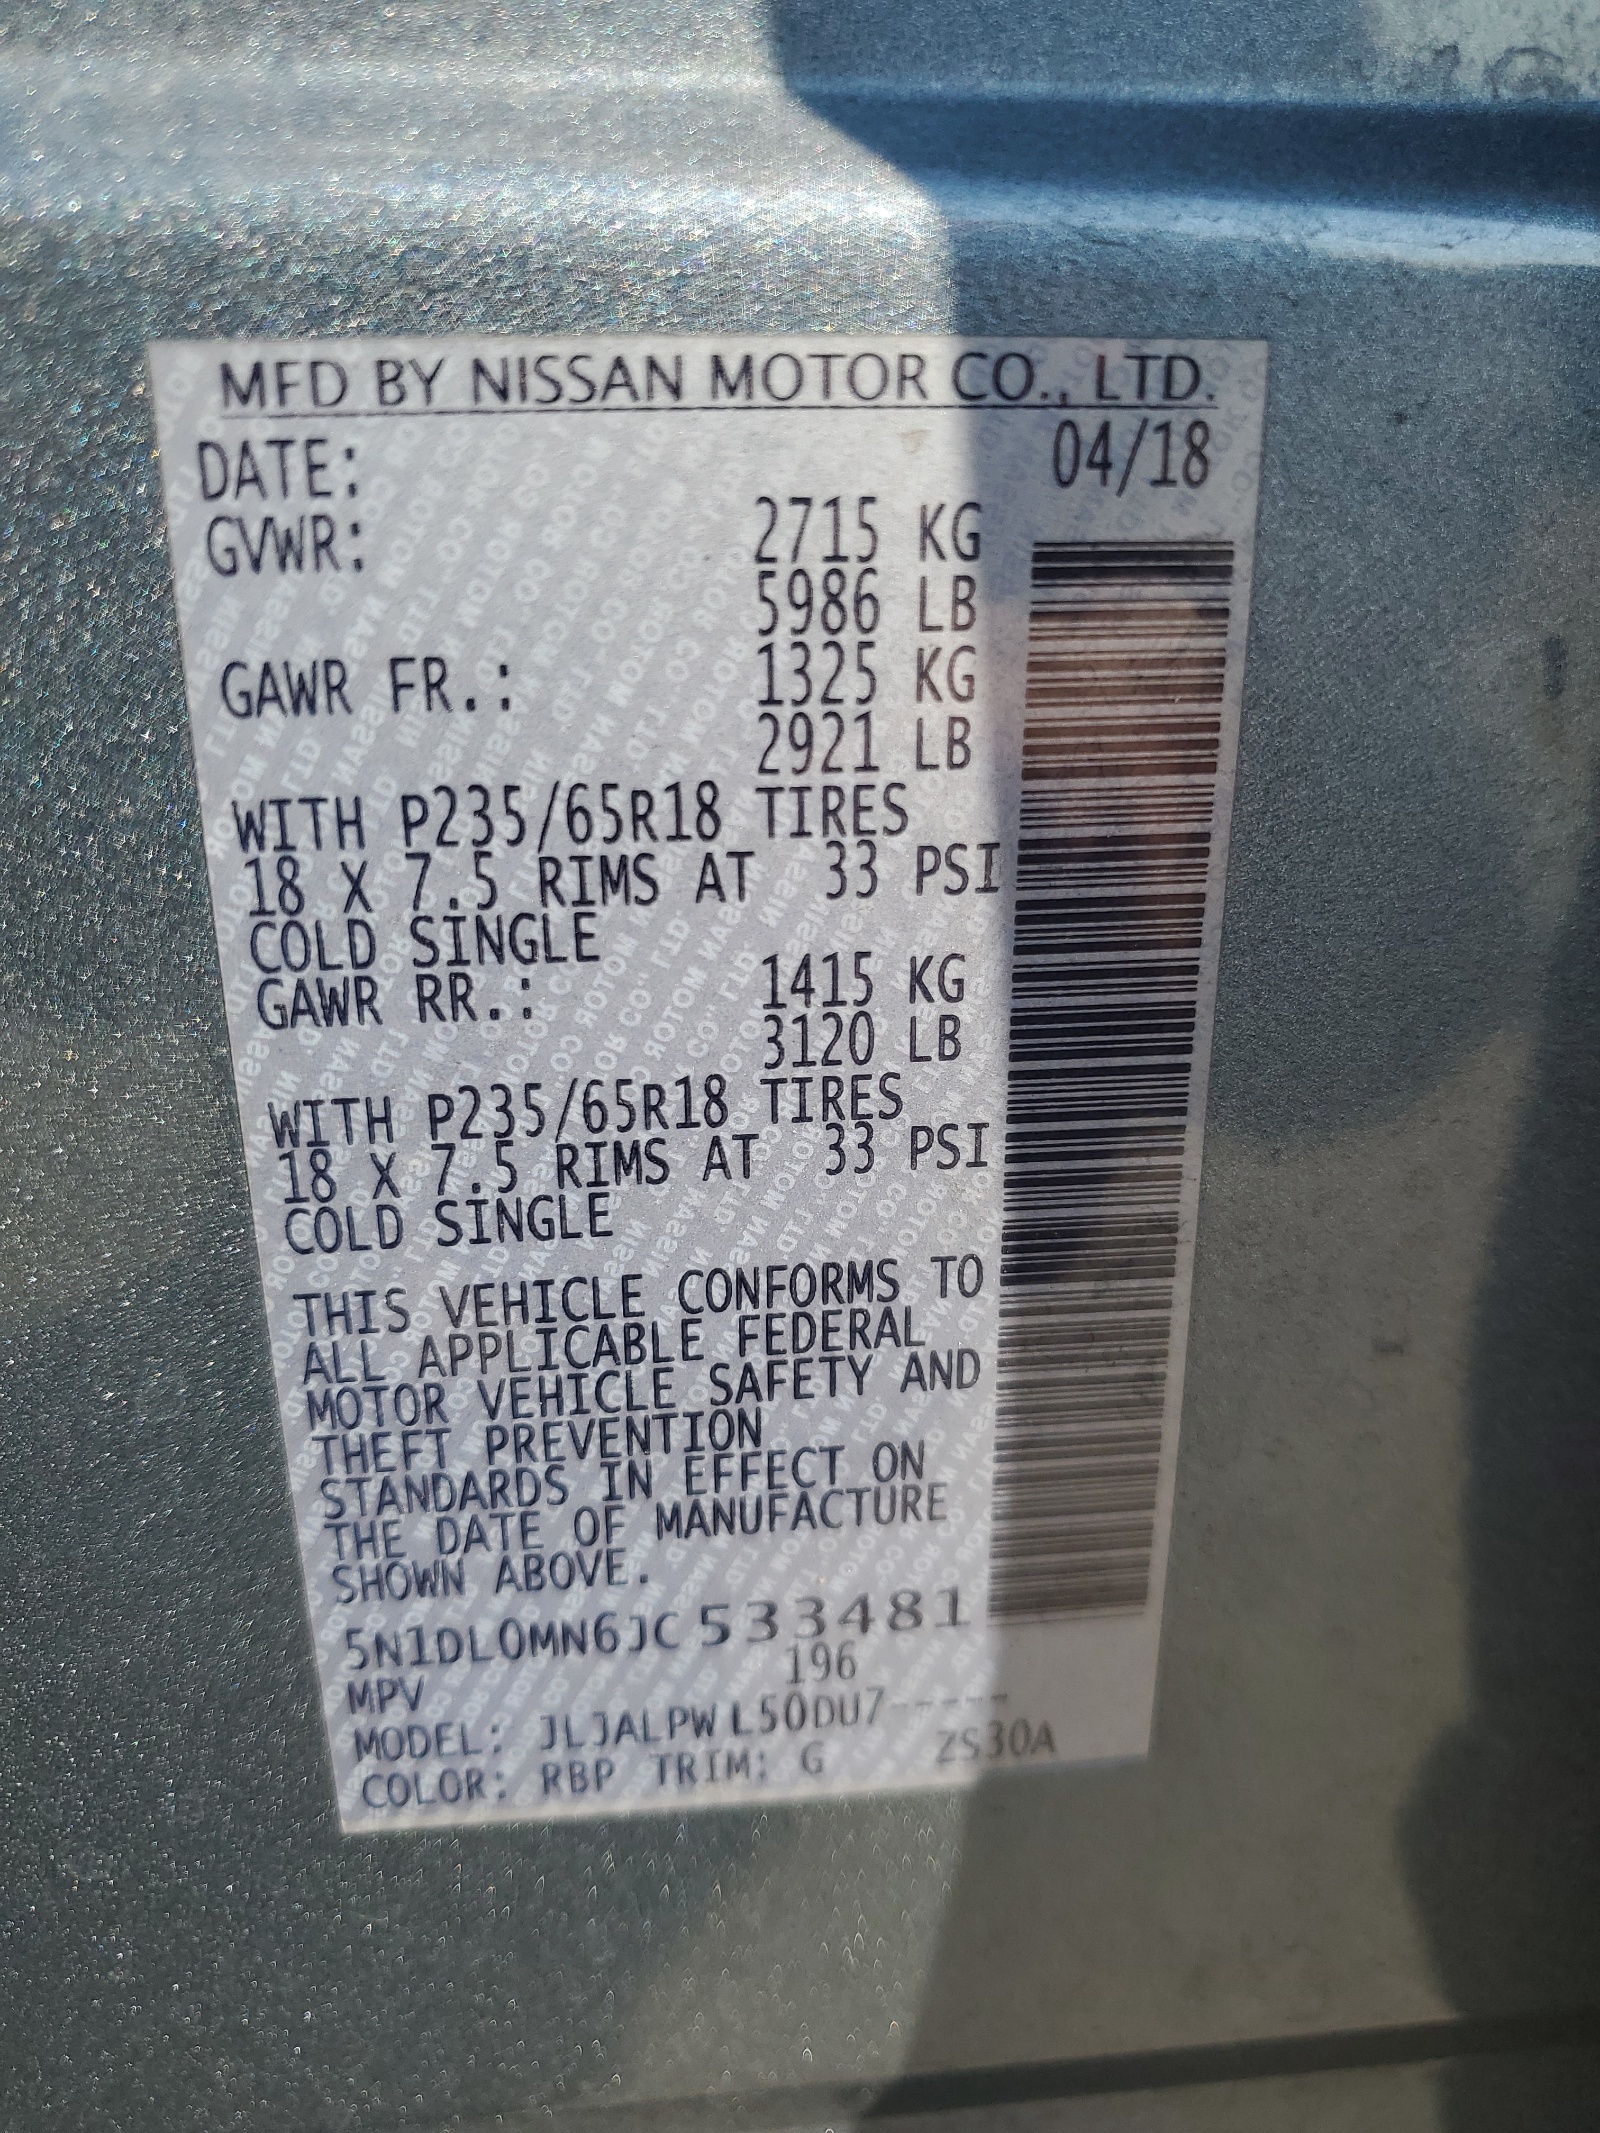 MFD BY NISSAN MOTOR CO., LTD.
DATE: 04/18
GVWR: 2715 KG
5986 LB
GAWR FR.: 1325 KG
2921 LB
WITH P235/65R18 TIRES
18 X 7.5 RIMS AT 33 PSI
COLD SINGLE
GAWR RR.: 1415 KG
3120 LB
WITH P235/65R18 TIRES
18 X 7.5 RIMS AT 33 PSI
COLD SINGLE
THIS VEHICLE CONFORMS TO
ALL APPLICABLE FEDERAL
MOTOR VEHICLE SAFETY AND
THEFT PREVENTION
STANDARDS IN EFFECT ON
THE DATE OF MANUFACTURE
SHOWN ABOVE.
5N1DL0MN6JC533481
MPV 196
MODEL: JLJALPWL50DU7-----
COLOR: RBP TRIM: G ZS30A